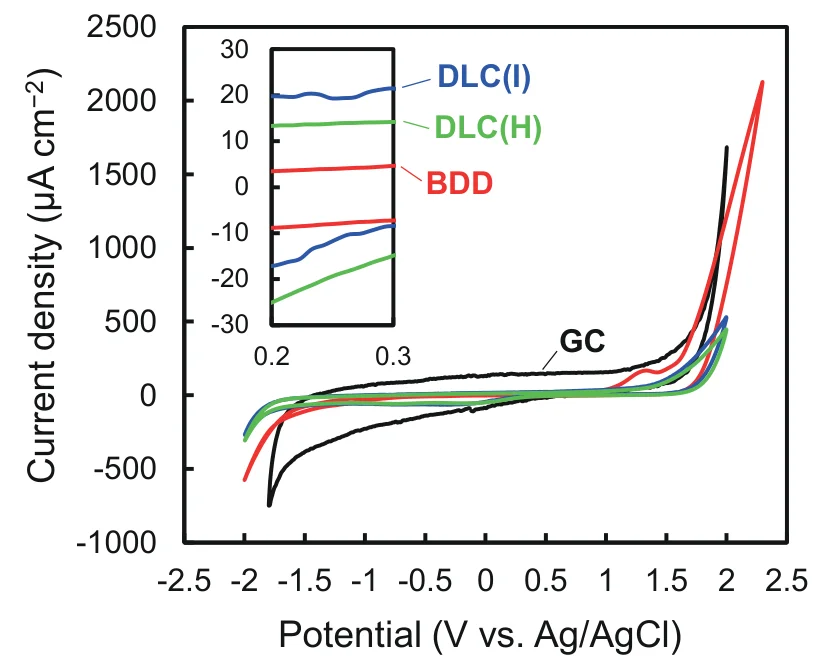 Current density (µA cm⁻²)
2500
2000
1500
1000
500
0
-500
-1000
30
20
10
0
-10
-20
-30
0.2 0.3
DLC(I)
DLC(H)
BDD
GC
-2.5 -2 -1.5 -1 -0.5 0 0.5 1 1.5 2 2.5
Potential (V vs. Ag/AgCl)